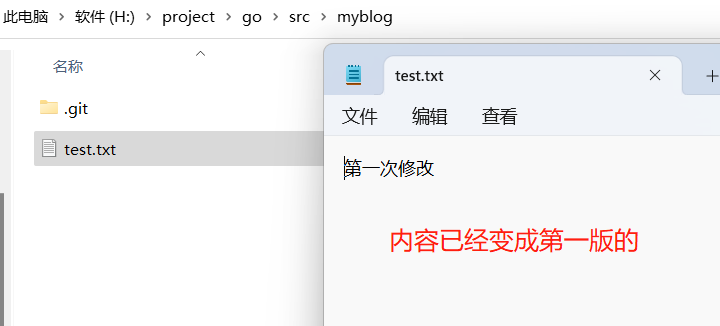 此电脑 > 软件 (H:) > project > go > src > myblog
名称
.git
test.txt
test.txt
文件 编辑 查看
第一次修改
内容已经变成第一版的